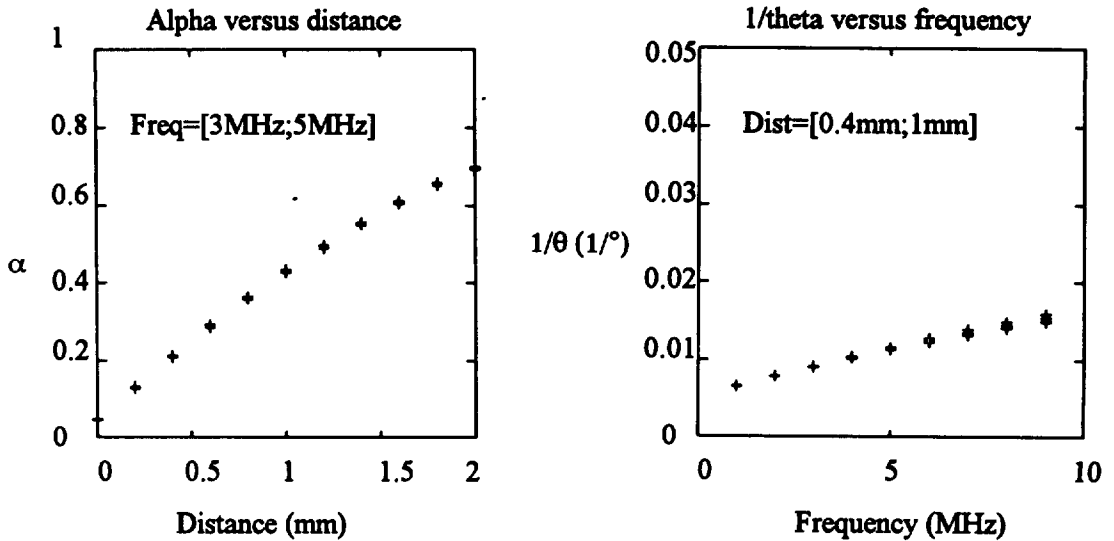 Alpha versus distance
1
0.8
0.6
0.4
0.2
0
α
Freq=[3MHz;5MHz]
0.5
1
1.5
2
Distance (mm)
1/theta versus frequency
0.05
0.04
0.03
0.02
0.01
0
1/θ (1/°)
Dist=[0.4mm;1mm]
0
5
10
Frequency (MHz)